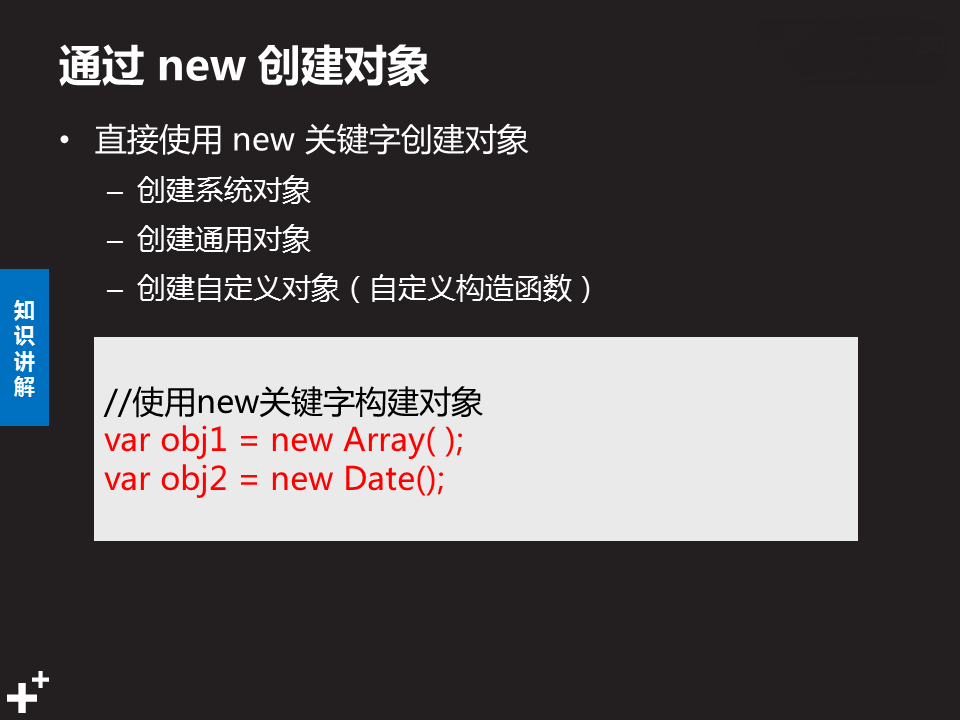 通过 new 创建对象
• 直接使用 new 关键字创建对象
– 创建系统对象
– 创建通用对象
– 创建自定义对象（自定义构造函数）
知识讲解
//使用new关键字构建对象
var obj1 = new Array( );
var obj2 = new Date();